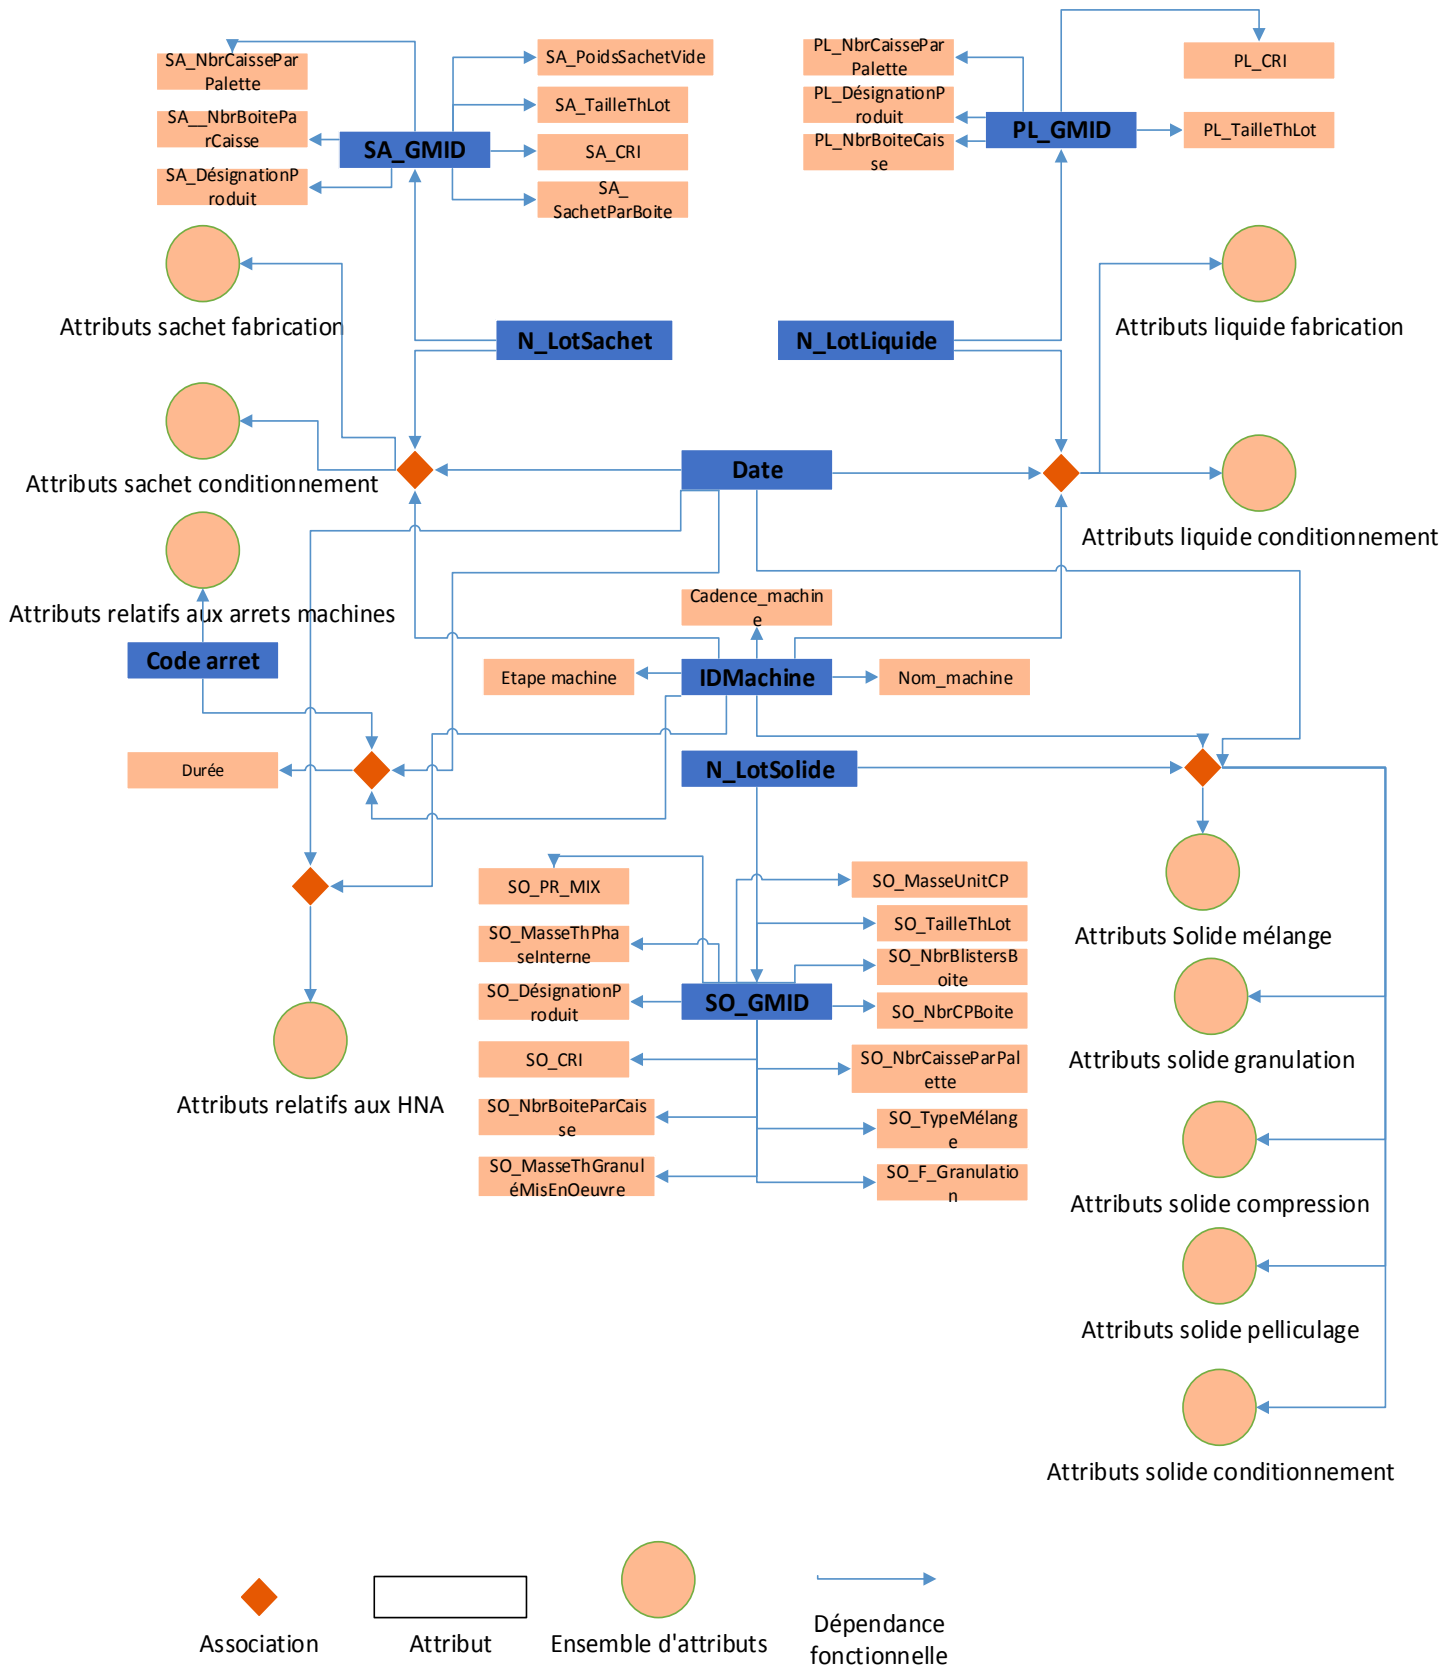 SA_NbrCaissePar
Palette
SA__NbrBoitePa
rCaisse
SA_DésignationP
roduit
SA_GMID
SA_PoidsSachetVide
SA_TailleThLot
SA_CRI
SA_
SachetParBoite
PL_NbrCaissePar
Palette
PL_DésignationP
roduit
PL_NbrBoiteCais
se
PL_GMID
PL_CRI
PL_TailleThLot
Attributs sachet fabrication
N_LotSachet
N_LotLiquide
Attributs liquide fabrication
Attributs sachet conditionnement
Date
Attributs liquide conditionnement
Attributs relatifs aux arrets machines
Code arret
Cadence_machin
e
Etape machine
IDMachine
Nom_machine
Durée
N_LotSolide
SO_PR_MIX
SO_MasseThPha
seInterne
SO_DésignationP
roduit
SO_CRI
SO_NbrBoiteParCais
se
SO_MasseThGranul
éMisEnOeuvre
SO_GMID
SO_MasseUnitCP
SO_TailleThLot
SO_NbrBlistersB
oite
SO_NbrCPBoite
SO_NbrCaisseParPal
ette
SO_TypeMélang
e
SO_F_Granulatio
n
Attributs relatifs aux HNA
Attributs Solide mélange
Attributs solide granulation
Attributs solide compression
Attributs solide pelliculage
Attributs solide conditionnement
Association
Attribut
Ensemble d'attributs
Dépendance
fonctionnelle